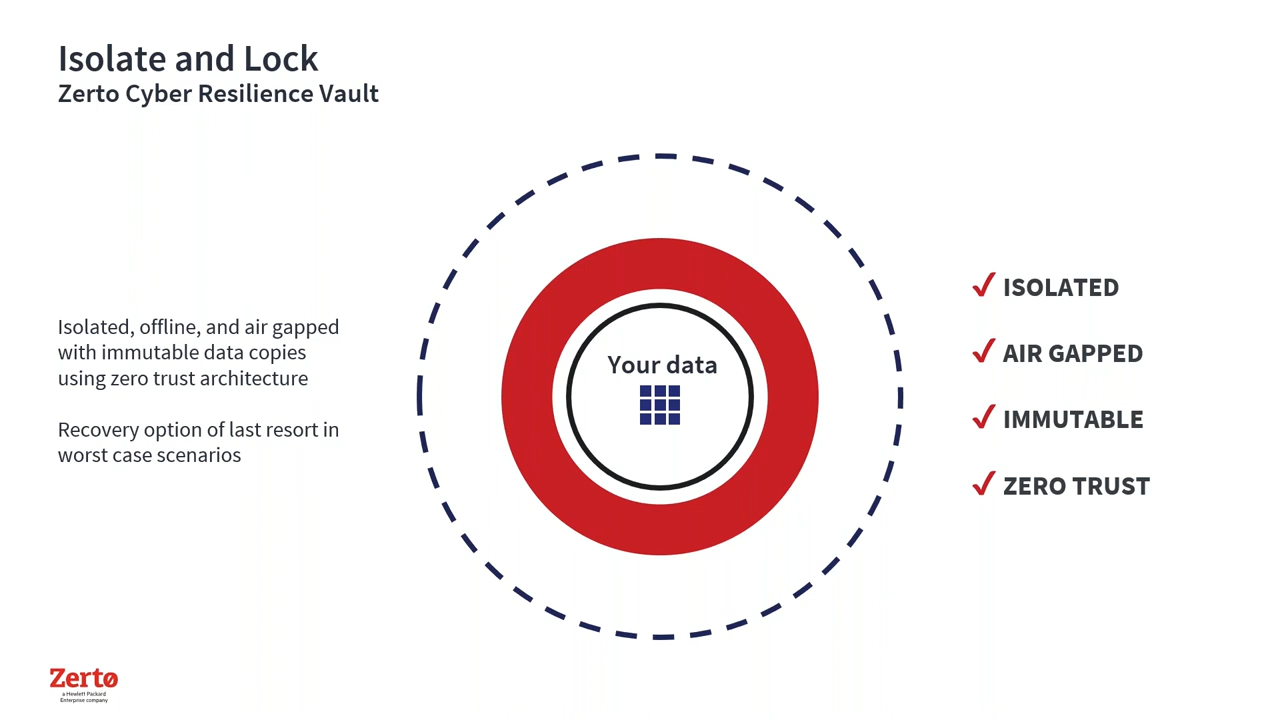 Isolate and Lock
Zerto Cyber Resilience Vault
Isolated, offline, and air gapped
with immutable data copies
using zero trust architecture
Recovery option of last resort in
worst case scenarios
Your data
ISOLATED
AIR GAPPED
IMMUTABLE
ZERO TRUST
Zerto
a Hewlett Packard
Enterprise company